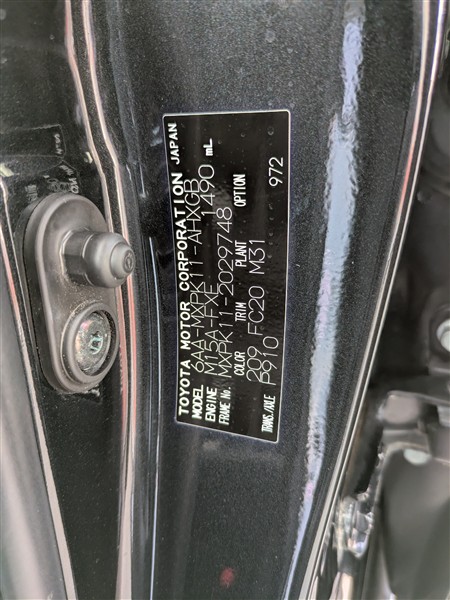 TOYOTA MOTOR CORPORATION JAPAN
MODEL 6AA-MXPK11-AHXGB
ENGINE M15A-FXE 1490 mL
FRAME No. MXPK11-2029748
COLOR TRIM PLANT OPTION
209 FC20 M31
TRANS./AXLE P910 972